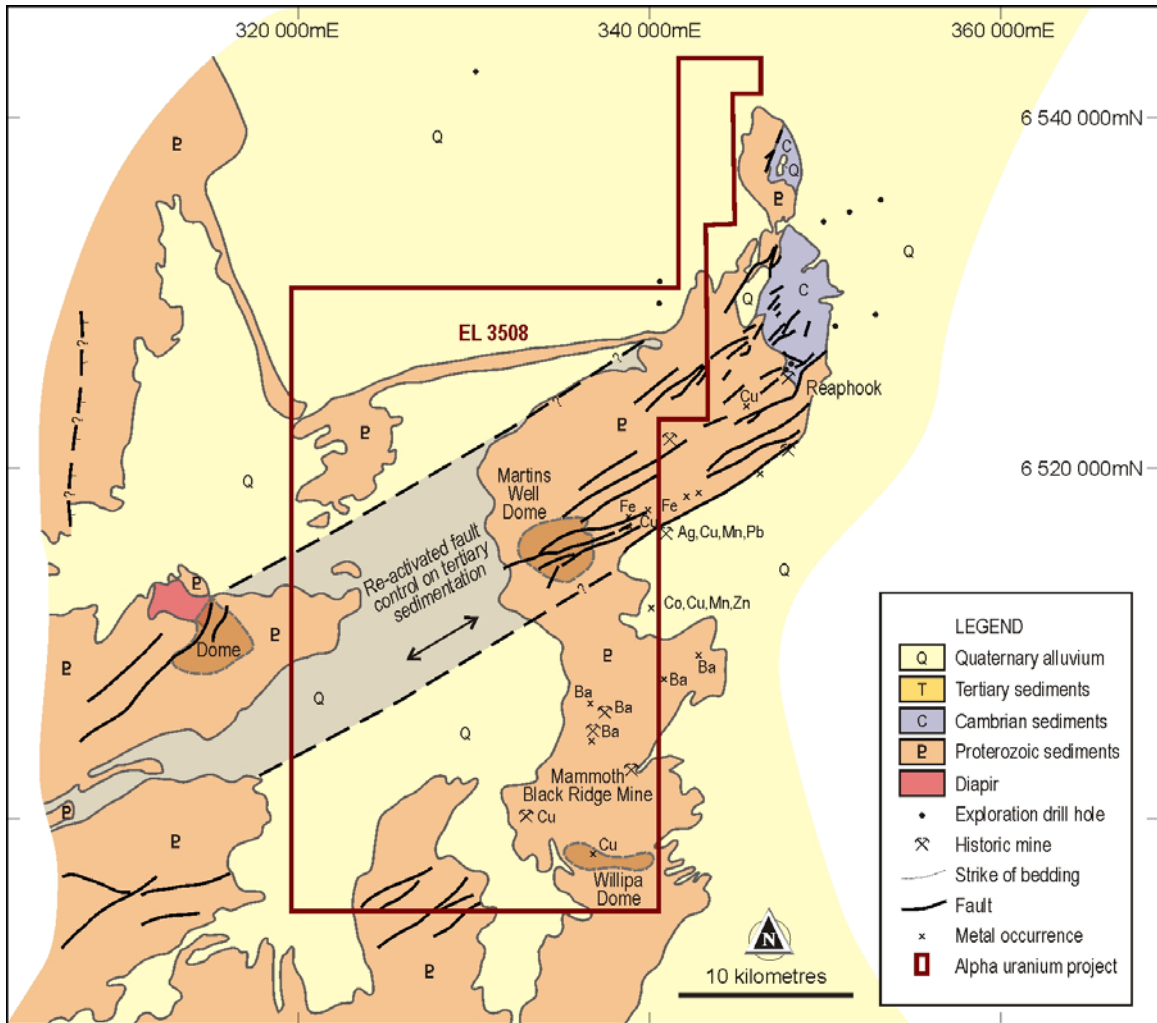 320 000mE
340 000mE
360 000mE
6 540 000mN
Q
P
C
Q
P
Q
Q
C
EL 3508
?
?
Reaphook
Cu
P
P
Q
6 520 000mN
Martins
Well
Dome
Fe
Fe
Cu
Ag,Cu,Mn,Pb
?
Re-activated fault
control on tertiary
sedimentation
Q
?
P
Co,Cu,Mn,Zn
P
Dome
P
P
Ba
Ba
Q
Ba
Ba
Ba
Q
Mammoth
Black Ridge Mine
P
Cu
P
Cu
Willipa
Dome
P
N
10 kilometres
LEGEND
Q Quaternary alluvium
T Tertiary sediments
C Cambrian sediments
P Proterozoic sediments
Diapir
Exploration drill hole
Historic mine
Strike of bedding
Fault
Metal occurrence
Alpha uranium project